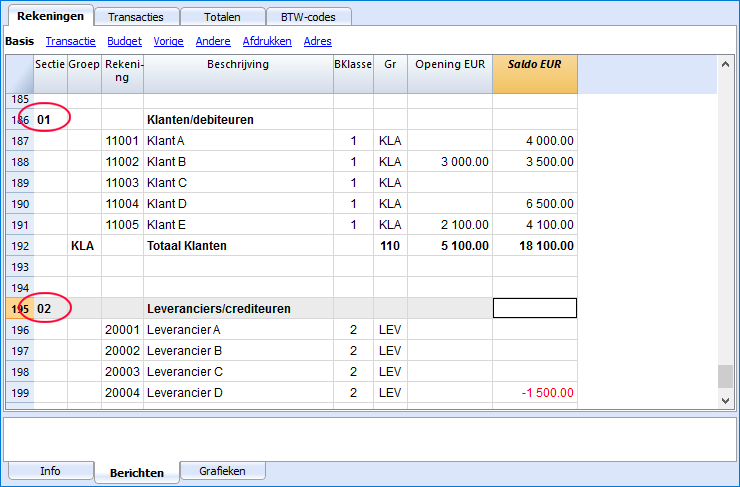 Rekeningen Transacties Totalen BTW-codes
Basis Transactie Budget Vorige Andere Afdrukken Adres
Sectie Groep Rekeni- Beschrijving BKlasse Gr Opening EUR Saldo EUR
ng
185
186 01 Klanten/debiteuren
187 11001 Klant A 1 KLA 4 000.00
188 11002 Klant B 1 KLA 3 000.00 3 500.00
189 11003 Klant C 1 KLA
190 11004 Klant D 1 KLA 6 500.00
191 11005 Klant E 1 KLA 2 100.00 4 100.00
192 KLA Totaal Klanten 110 5 100.00 18 100.00
193
194
195 02 Leveranciers/crediteuren
196 20001 Leverancier A 2 LEV
197 20002 Leverancier B 2 LEV
198 20003 Leverancier C 2 LEV
199 20004 Leverancier D 2 LEV -1 500.00
Info Berichten Grafieken